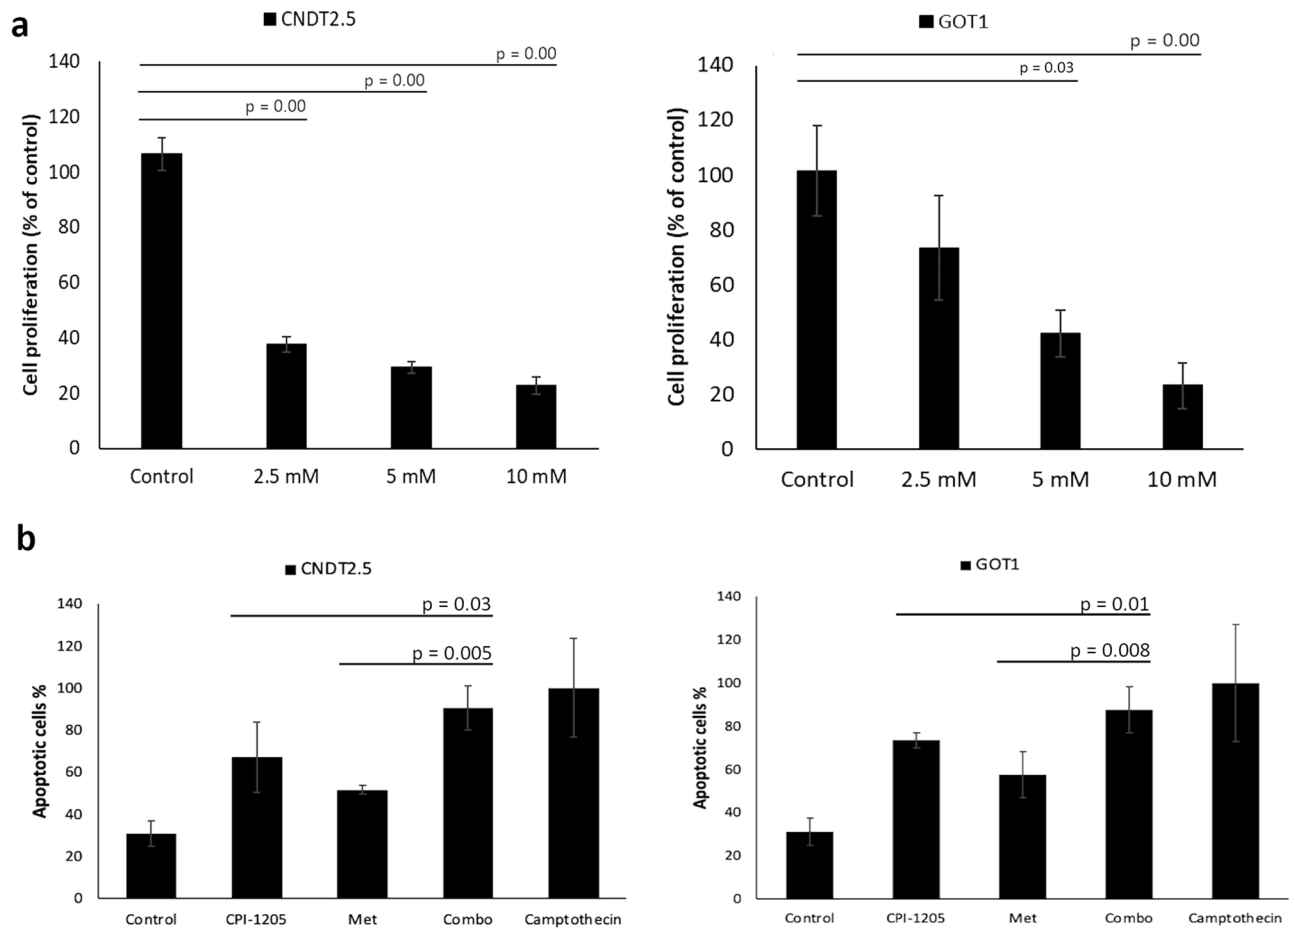 a
CNDT2.5
p = 0.00
p = 0.00
p = 0.00
140
120
100
80
60
40
20
0
Cell proliferation (% of control)
Control 2.5 mM 5 mM 10 mM
GOT1
p = 0.00
p = 0.03
140
120
100
80
60
40
20
0
Cell proliferation (% of control)
Control 2.5 mM 5 mM 10 mM
b
CNDT2.5
p = 0.03
p = 0.005
140
120
100
80
60
40
20
0
Apoptotic cells %
Control CPI-1205 Met Combo Camptothecin
GOT1
p = 0.01
p = 0.008
140
120
100
80
60
40
20
0
Apoptotic cells %
Control CPI-1205 Met Combo Camptothecin